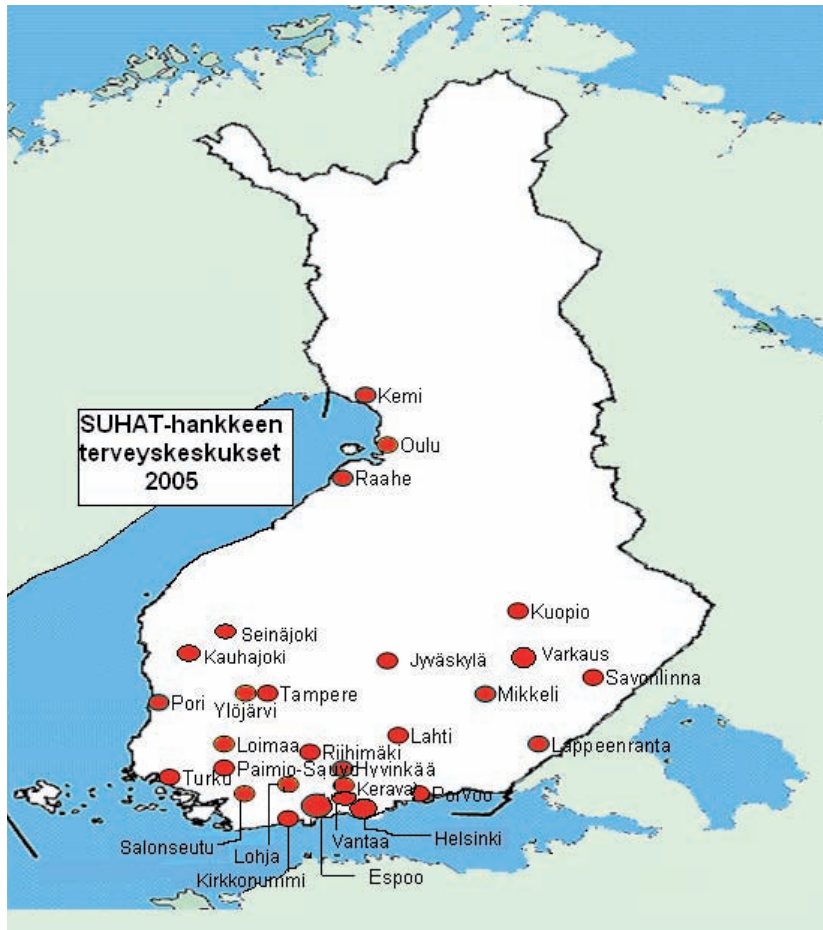 SUHAT-hankkeen
terveyskeskukset
2005
Kemi
Oulu
Raahe
Kuopio
Seinäjoki
Kauhajoki
Jyväskylä
Varkaus
Savonlinna
Mikkeli
Tampere
Ylöjärvi
Pori
Lahti
Loimaa
Riihimäki
Lappeenranta
Paimio-Sauvo
Hyvinkää
Turku
Kerava
Porvoo
Salonseutu
Lohja
Vantaa
Helsinki
Kirkkonummi
Espoo